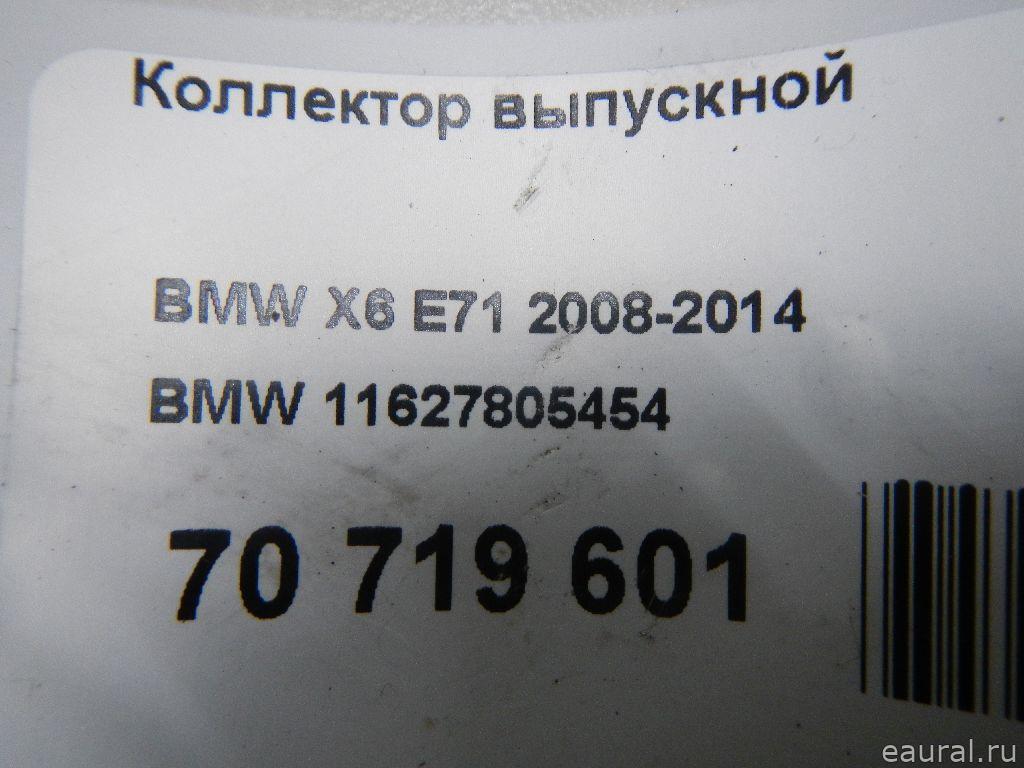 Коллектор выпускной
BMW X6 E71 2008-2014
BMW 11627805454
70 719 601
eaural.ru